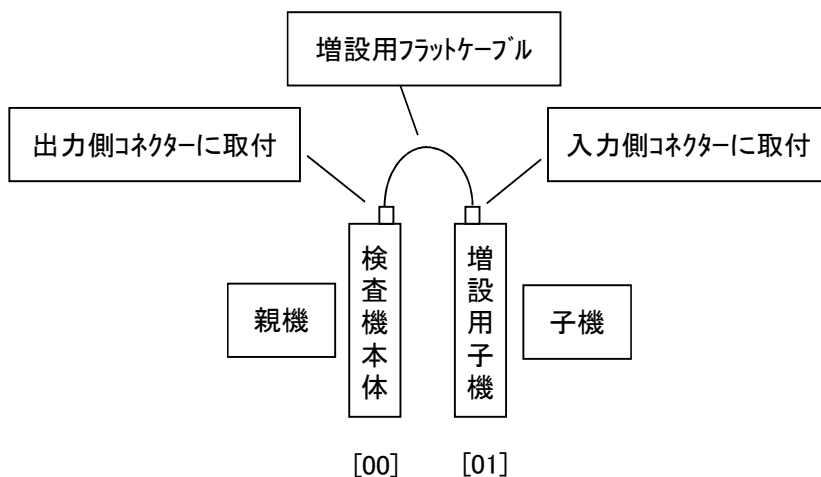 増設用フラットケーブル
出力側コネクターに取付
入力側コネクターに取付
検査機本体
増設用子機
親機
子機
[00]
[01]